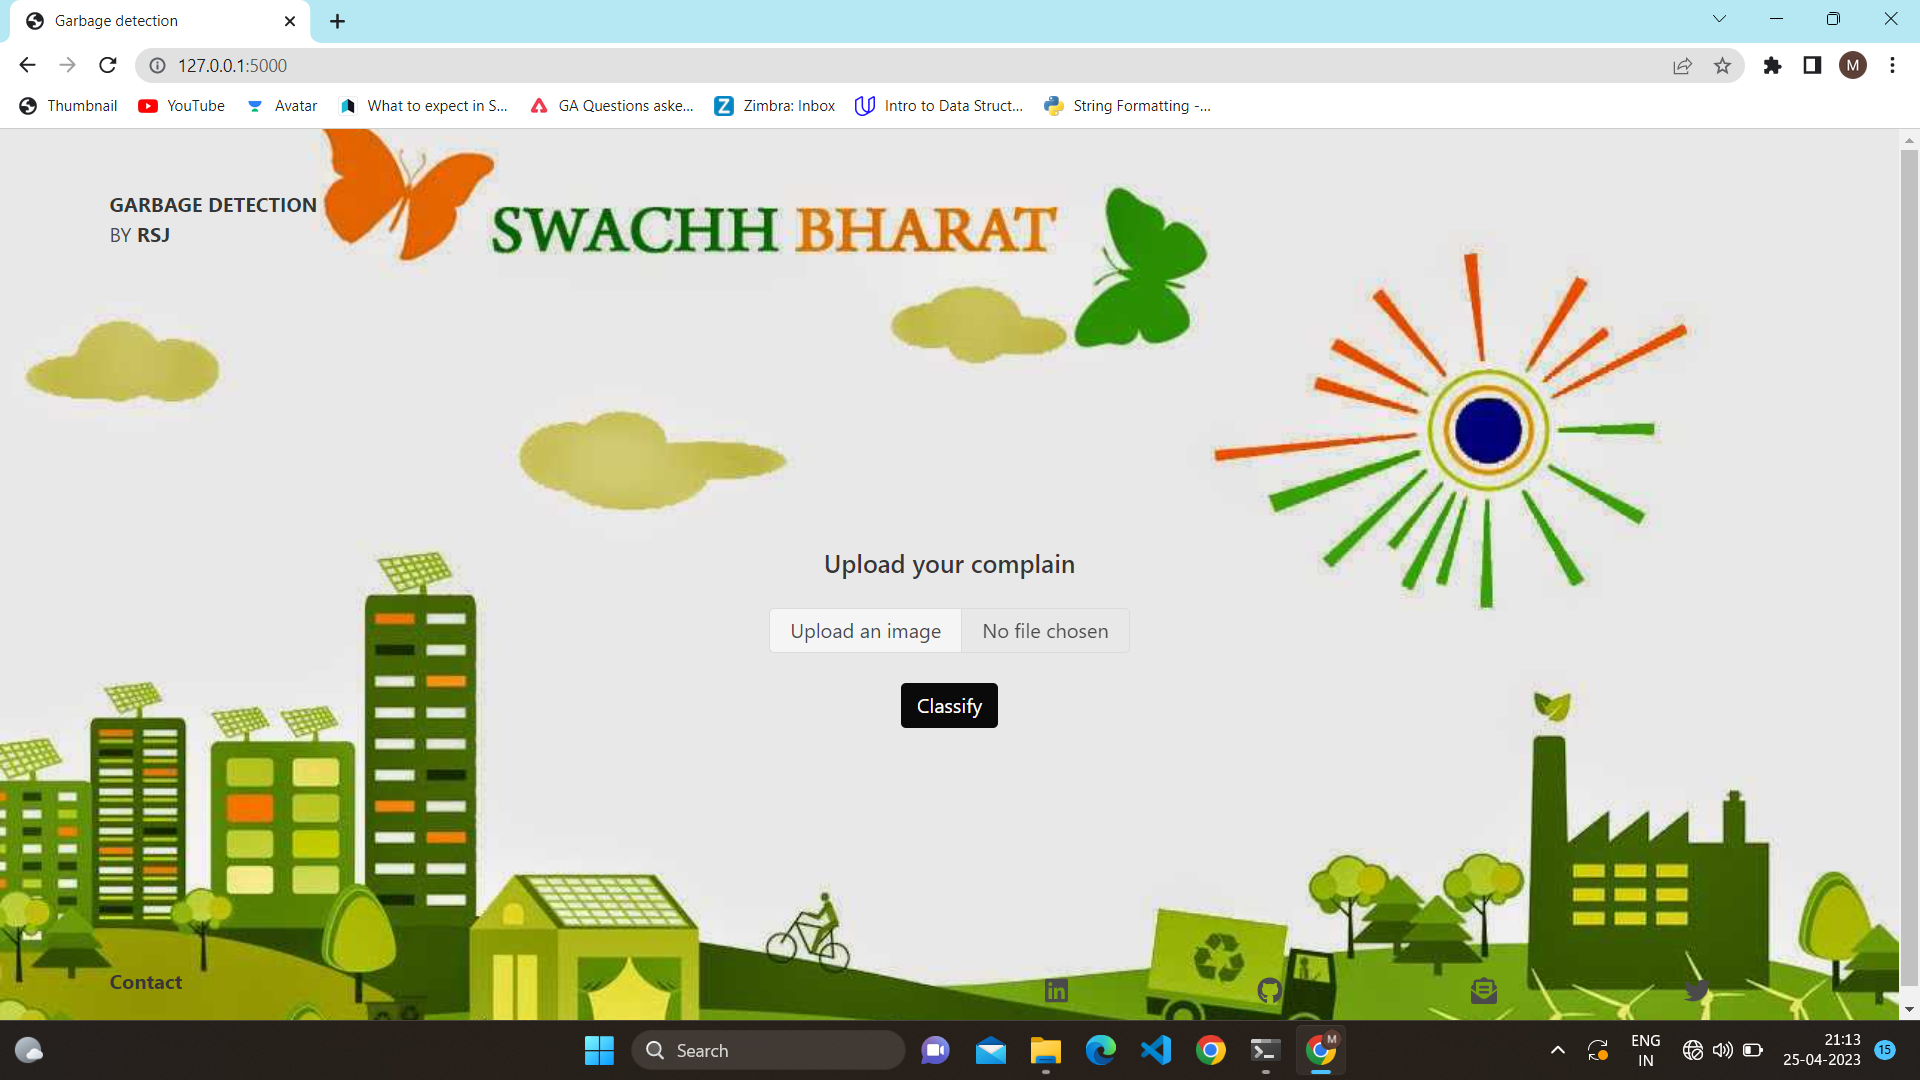 Garbage detection
127.0.0.1:5000
M
Thumbnail
YouTube
Avatar
What to expect in S...
GA Questions aske...
Zimbra: Inbox
Intro to Data Struct...
String Formatting -...
GARBAGE DETECTION
BY RSJ
SWACHH BHARAT
Upload your complain
Upload an image
No file chosen
Classify
Contact
Search
M
ENG
IN
21:13
25-04-2023
15